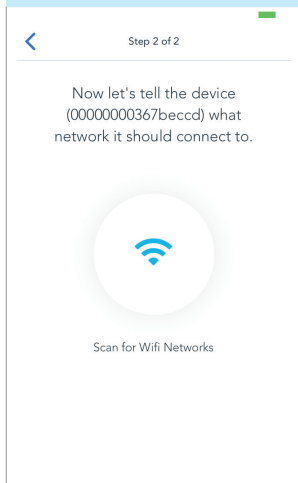 Step 2 of 2
Now let's tell the device
(00000000367beccd) what
network it should connect to.
Scan for Wifi Networks